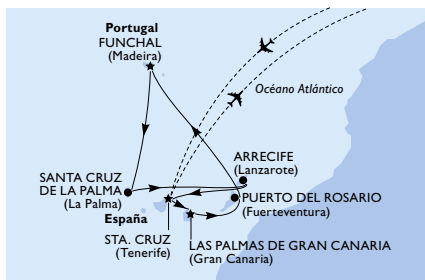 Portugal
FUNCHAL
(Madeira)
Océano Atlántico
ARRECIFE
(Lanzarote)
SANTA CRUZ
DE LA PALMA
(La Palma)
PUERTO DEL ROSARIO
(Fuerteventura)
España
STA. CRUZ
(Tenerife)
LAS PALMAS DE GRAN CANARIA
(Gran Canaria)